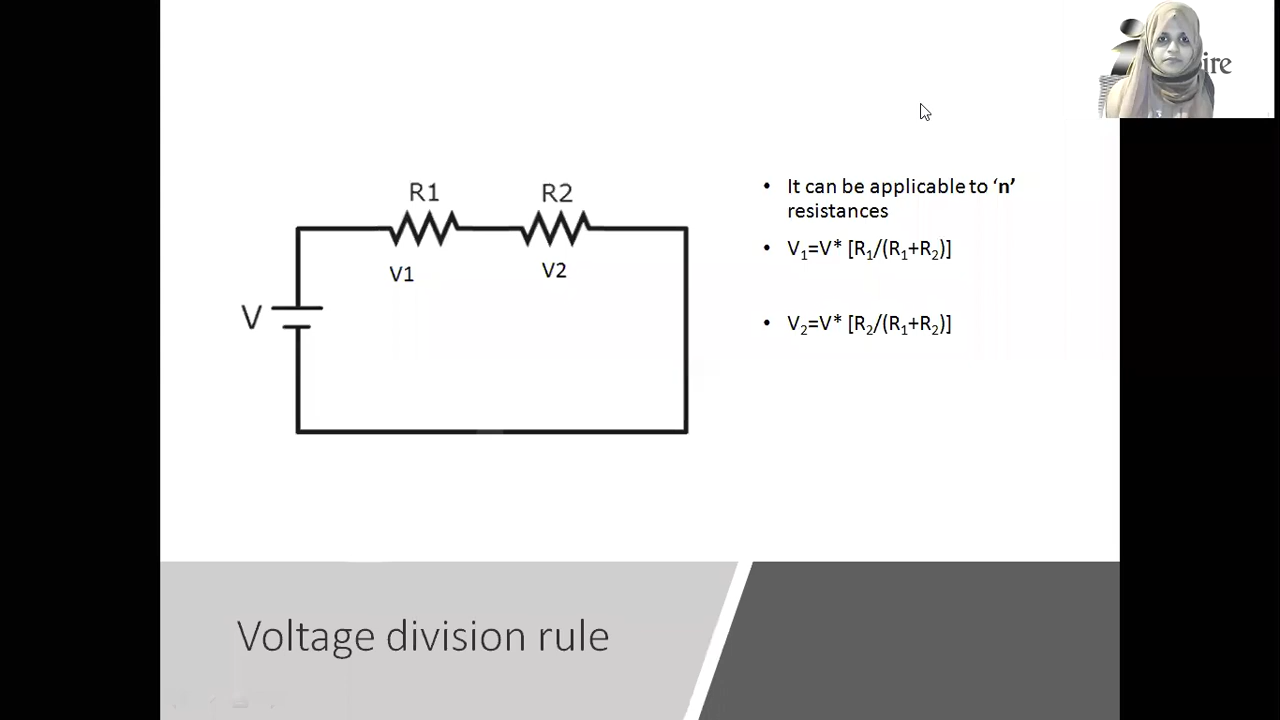 ire
R1 R2
V1 V2
V
• It can be applicable to ‘n’
resistances
• V₁=V* [R₁/(R₁+R₂)]
• V₂=V* [R₂/(R₁+R₂)]
Voltage division rule